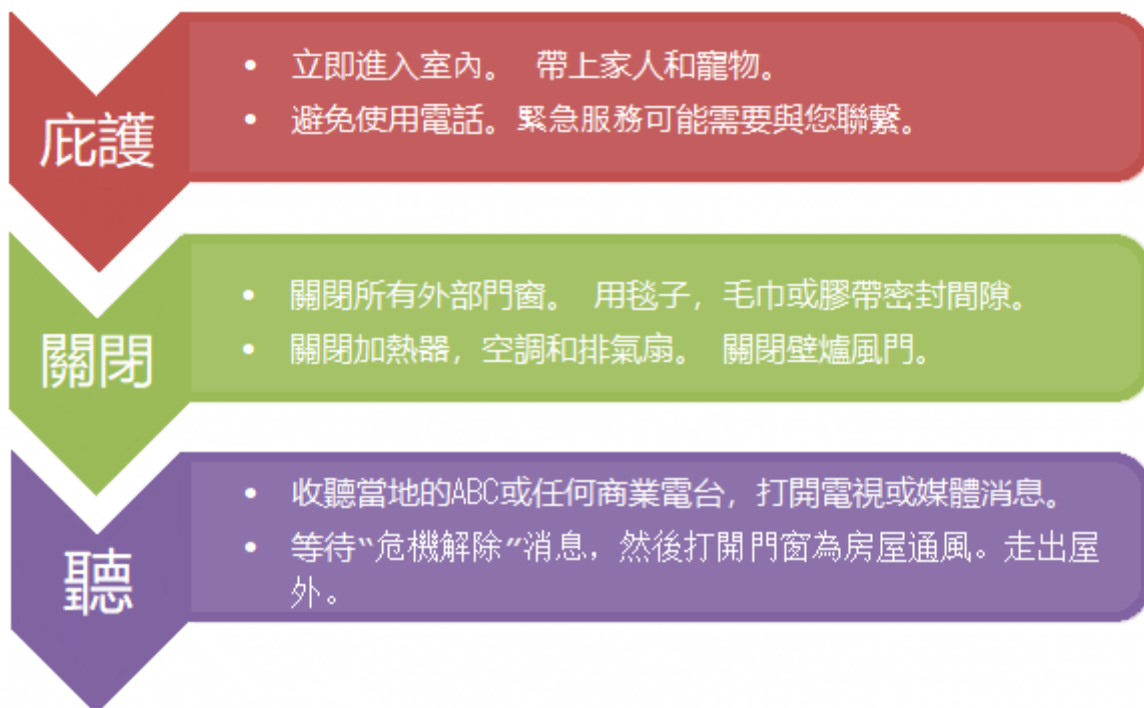 庇護
• 立即進入室內。 帶上家人和寵物。
• 避免使用電話。緊急服務可能需要與您聯繫。
關閉
• 關閉所有外部門窗。 用毯子，毛巾或膠帶密封間隙。
• 關閉加熱器，空調和排氣扇。 關閉壁爐風門。
聽
• 收聽當地的ABC或任何商業電台，打開電視或媒體消息。
• 等待“危機解除”消息，然後打開門窗為房屋通風。走出屋
外。